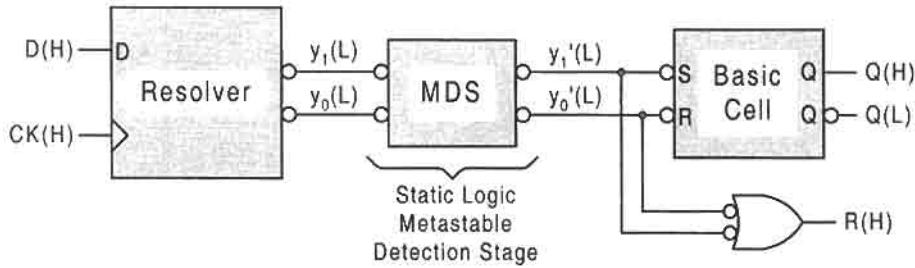 D(H)
D
Resolver
CK(H)
y₁(L)
y₀(L)
MDS
y₁'(L)
y₀'(L)
S
R
Basic
Cell
Q
Q
Q(H)
Q(L)
Static Logic
Metastable
Detection Stage
R(H)